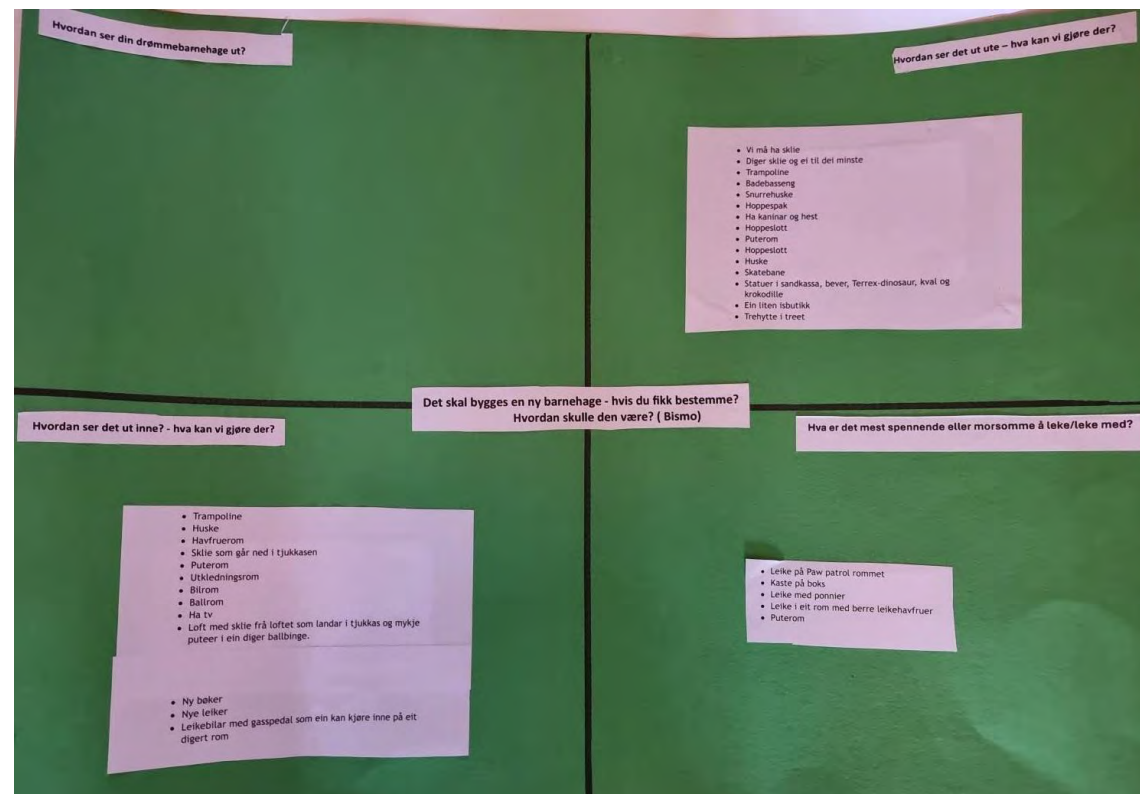 Hvordan ser din drømmebarnehage ut?
Hvordan ser det ut ute – hva kan vi gjøre der?
• Vi må ha sklie
• Diger sklie og ei til dei minste
• Trampoline
• Badebasseng
• Snurrehuske
• Hoppespak
• Ha kaninar og hest
• Hoppeslott
• Puterom
• Hoppeslott
• Huske
• Skatebane
• Statuer i sandkassa, bever, Terrex-dinosaur, kval og
krokodille
• Ein liten isbutikk
• Trehytte i treet
Det skal bygges en ny barnehage - hvis du fikk bestemme?
Hvordan skulle den være? ( Bismo)
Hvordan ser det ut inne? - hva kan vi gjøre der?
• Trampoline
• Huske
• Havfruerom
• Sklie som går ned i tjukkasen
• Puterom
• Utkledningsrom
• Bilrom
• Ballrom
• Ha tv
• Loft med sklie frå loftet som landar i tjukkas og mykje
puteer i ein diger ballbinge.
• Ny bøker
• Nye leiker
• Leikebilar med gasspedal som ein kan kjøre inne på eit
digert rom
Hva er det mest spennende eller morsomme å leke/leke med?
• Leike på Paw patrol rommet
• Kaste på boks
• Leike med ponnier
• Leike i eit rom med berre leikehavfruer
• Puterom